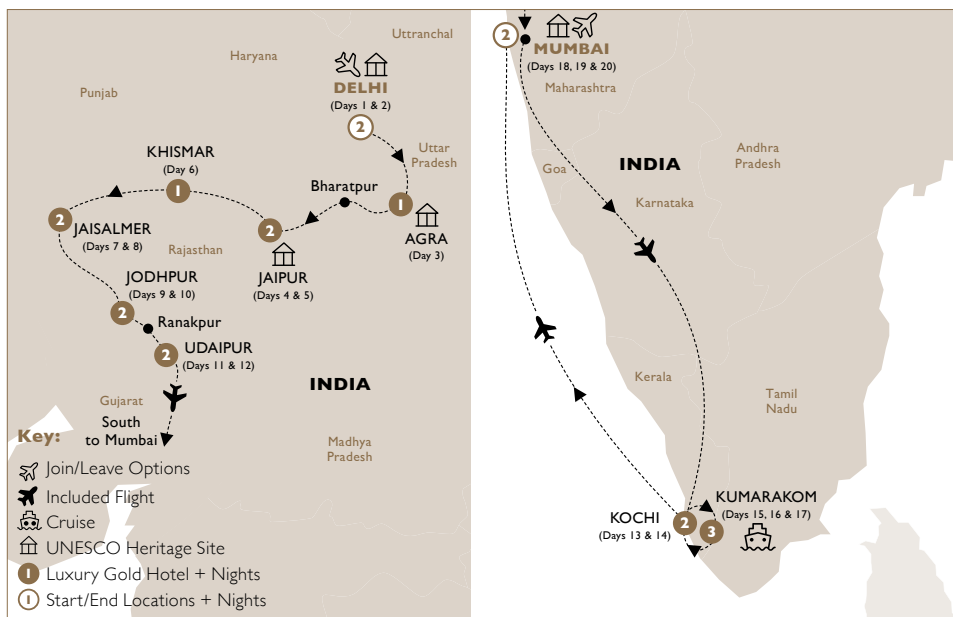 Uttranchal
Haryana
Punjab
DELHI
(Days 1 & 2)
2
Uttar
Pradesh
KHISMAR
(Day 6)
1
Bharatpur
1
AGRA
(Day 3)
2
JAISALMER
(Days 7 & 8)
Rajasthan
2
JAIPUR
(Days 4 & 5)
JODHPUR
(Days 9 & 10)
2
Ranakpur
2
UDAIPUR
(Days 11 & 12)
INDIA
Gujarat
South
to Mumbai
Madhya
Pradesh
Key:
Join/Leave Options
Included Flight
Cruise
UNESCO Heritage Site
1 Luxury Gold Hotel + Nights
1 Start/End Locations + Nights
2
MUMBAI
(Days 18, 19 & 20)
Maharashtra
Andhra
Pradesh
INDIA
Goa
Karnataka
Kerala
Tamil
Nadu
KOCHI
(Days 13 & 14)
2
3
KUMARAKOM
(Days 15, 16 & 17)